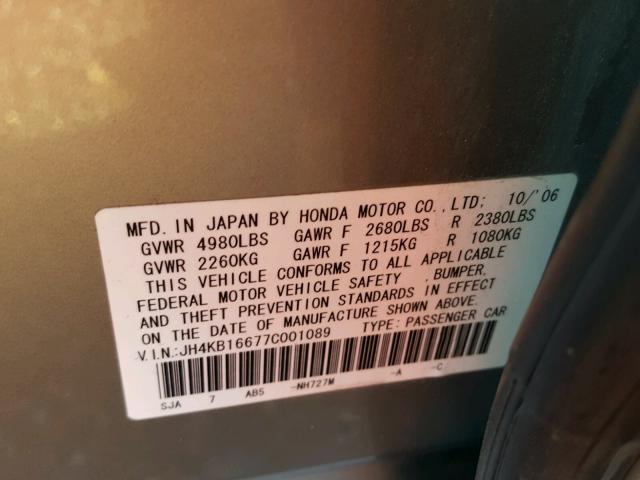 MFD. IN JAPAN BY HONDA MOTOR CO.,LTD; 10/'06
GVWR 4980LBS GAWR F 2680LBS R 2380LBS
GVWR 2260KG GAWR F 1215KG R 1080KG
THIS VEHICLE CONFORMS TO ALL APPLICABLE
FEDERAL MOTOR VEHICLE SAFETY , BUMPER,
AND THEFT PREVENTION STANDARDS IN EFFECT
ON THE DATE OF MANUFACTURE SHOWN ABOVE.
V.I.N.:JH4KB16677C001089 TYPE: PASSENGER CAR
SJA 7 AB5 -NH727M -A -C